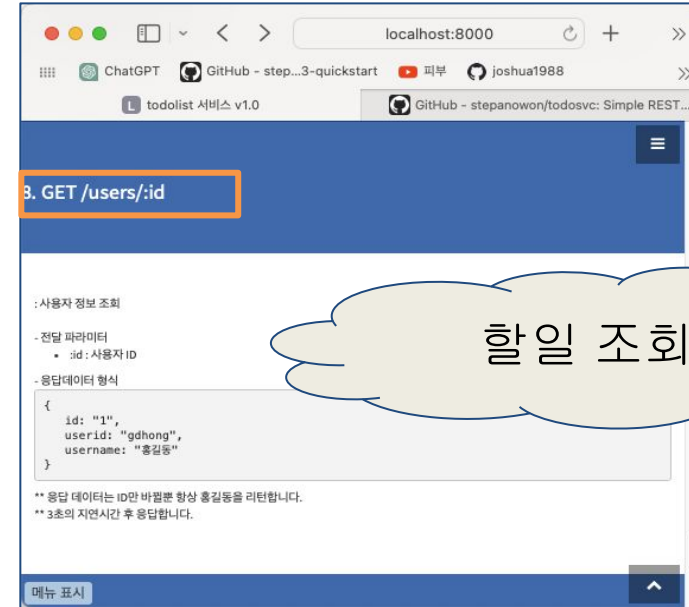 localhost:8000
ChatGPT GitHub - step...3-quickstart 피부 joshua1988
L todolist 서비스 v1.0 GitHub - stepanowon/todosvc: Simple REST...
8. GET /users/:id
: 사용자 정보 조회
- 전달 파라미터
▪ :id : 사용자 ID
- 응답데이터 형식
{
id: "1",
userid: "gdhong",
username: "홍길동"
}
** 응답 데이터는 ID만 바뀔뿐 항상 홍길동을 리턴합니다.
** 3초의 지연시간 후 응답합니다.
할일 조회
메뉴 표시